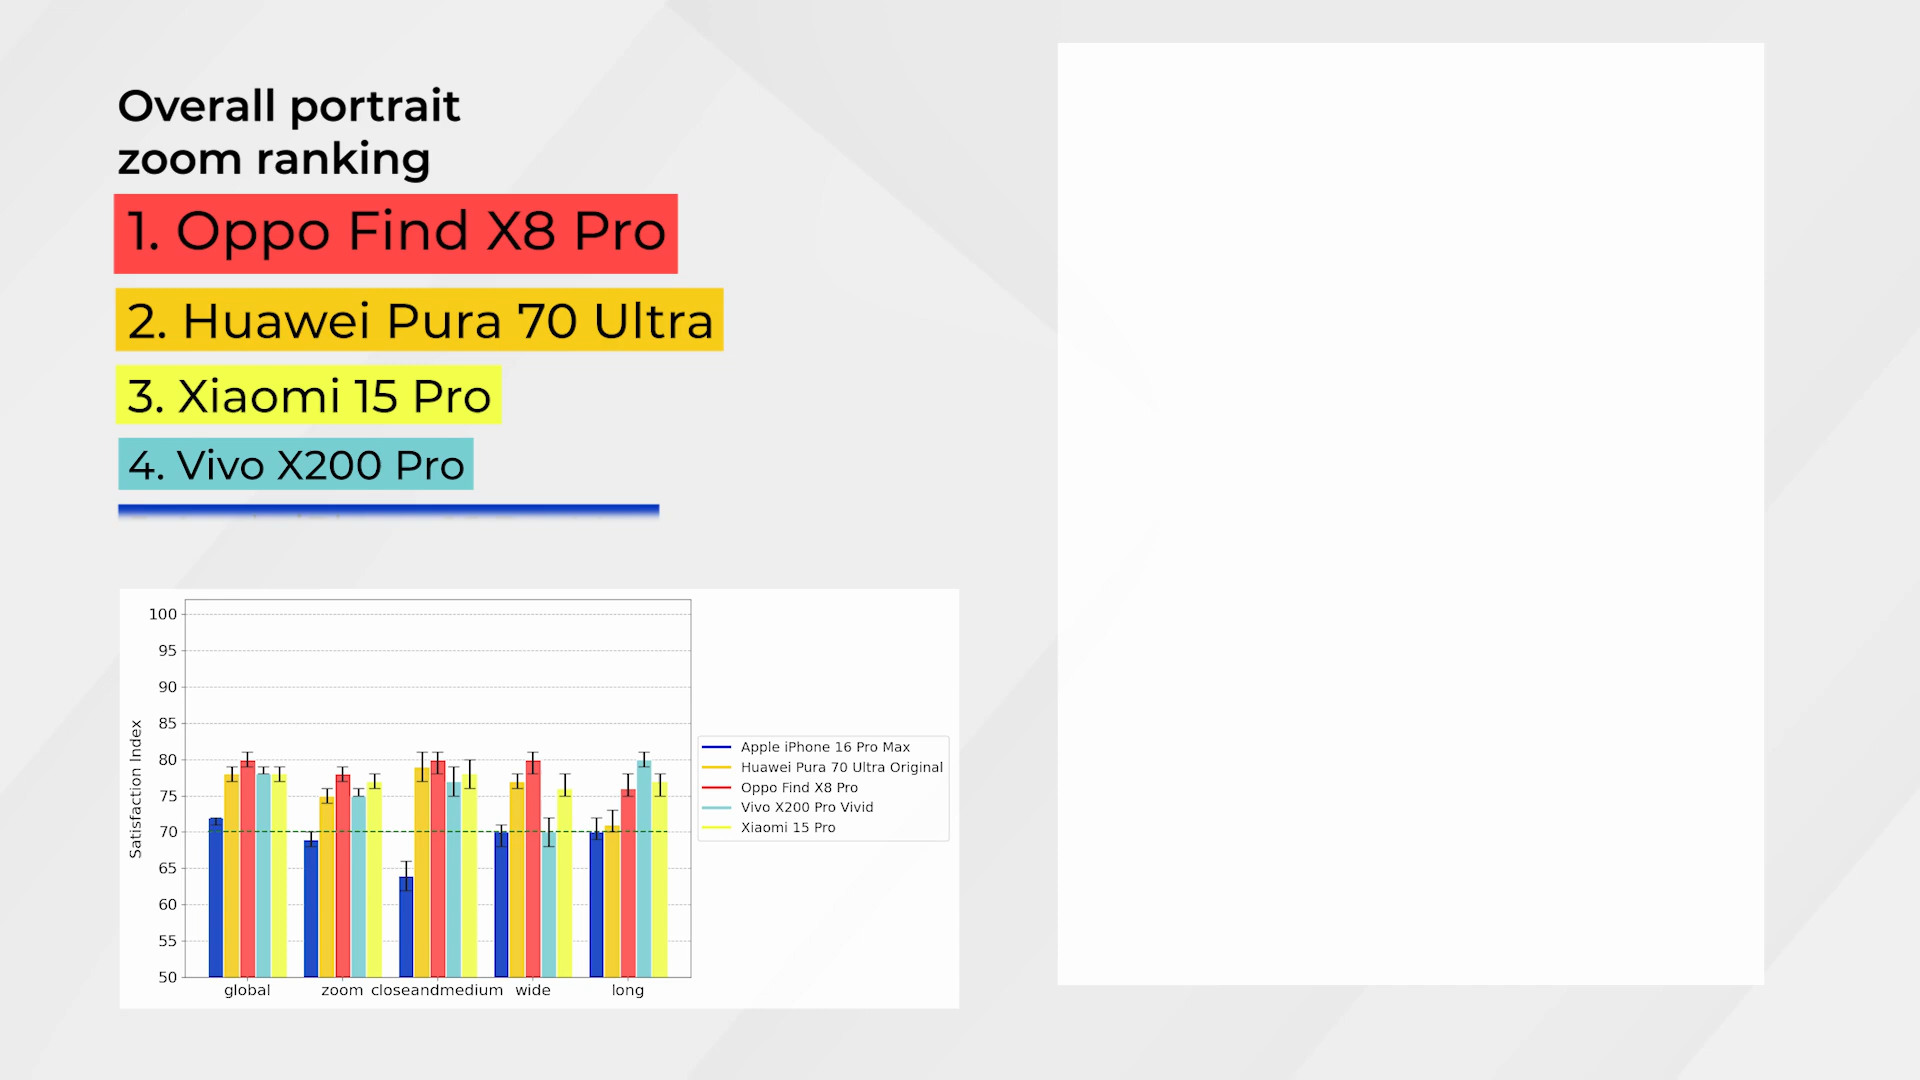 Overall portrait
zoom ranking
1. Oppo Find X8 Pro
2. Huawei Pura 70 Ultra
3. Xiaomi 15 Pro
4. Vivo X200 Pro
100
95
90
85
80
75
70
65
60
55
50
Satisfaction Index
global
zoom
closeandmedium
wide
long
Apple iPhone 16 Pro Max
Huawei Pura 70 Ultra Original
Oppo Find X8 Pro
Vivo X200 Pro Vivid
Xiaomi 15 Pro